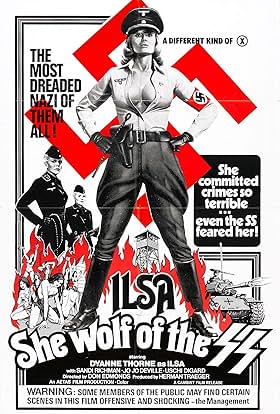 A DIFFERENT KIND OF X
THE
MOST
DREADED
NAZI OF
THEM
ALL!
She
committed
crimes so
terrible
... even the SS
feared her!
ILSA
She wolf of the SS
starring
DYANNE THORNE as ILSA
with SANDI RICHMAN · JO JO DEVILLE · USCHI DIGARD
Directed by DON EDMONDS Produced by HERMAN TRAEGER
An AETAS FILM PRODUCTION · Color A CAMBIST FILM RELEASE
WARNING: SOME MEMBERS OF THE PUBLIC MAY FIND CERTAIN
SCENES IN THIS FILM OFFENSIVE AND SHOCKING - the Management